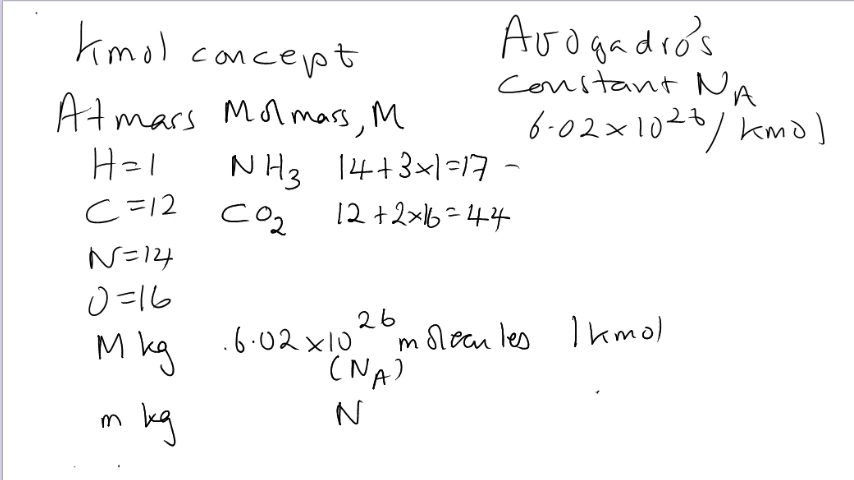 kmol concept
Avogadro's
constant NA
6.02×10²⁶/kmol
At mass Mol mass, M
H=1 NH₃ 14+3×1=17
C=12 CO₂ 12+2×16=44
N=14
O=16
M kg 6.02×10²⁶ molecules 1kmol
(NA)
m kg N